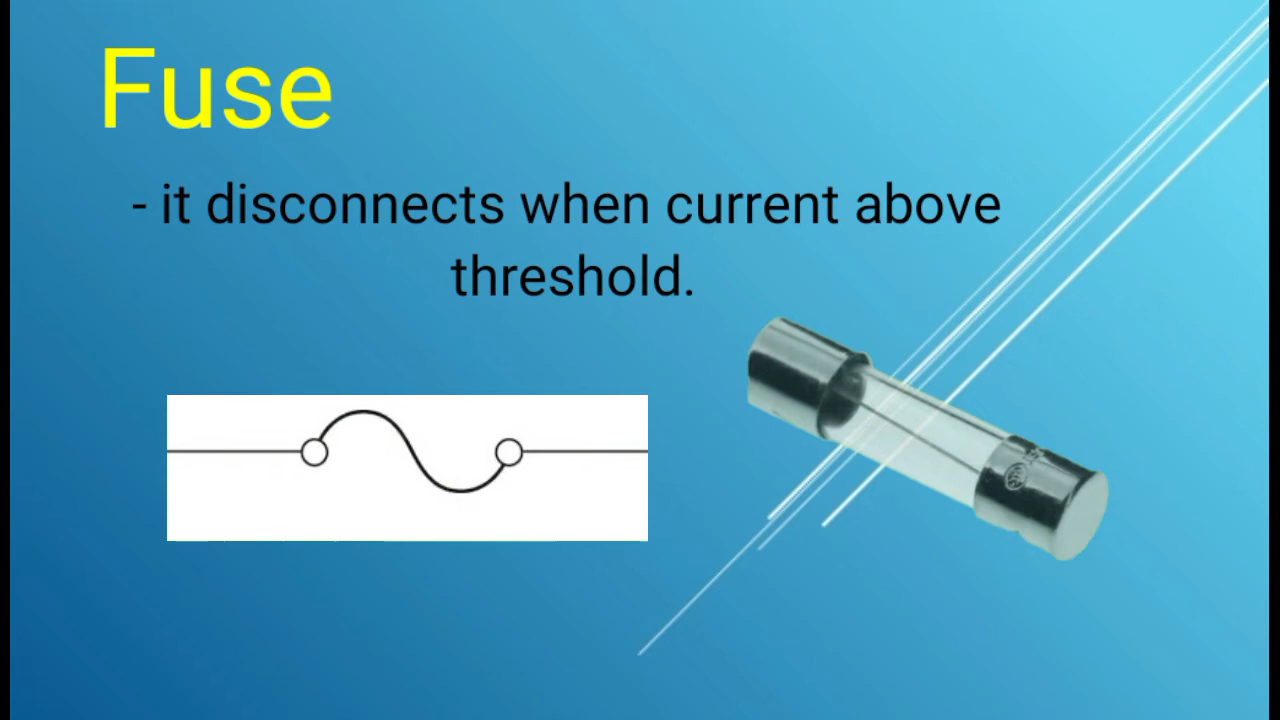 Fuse
- it disconnects when current above
threshold.